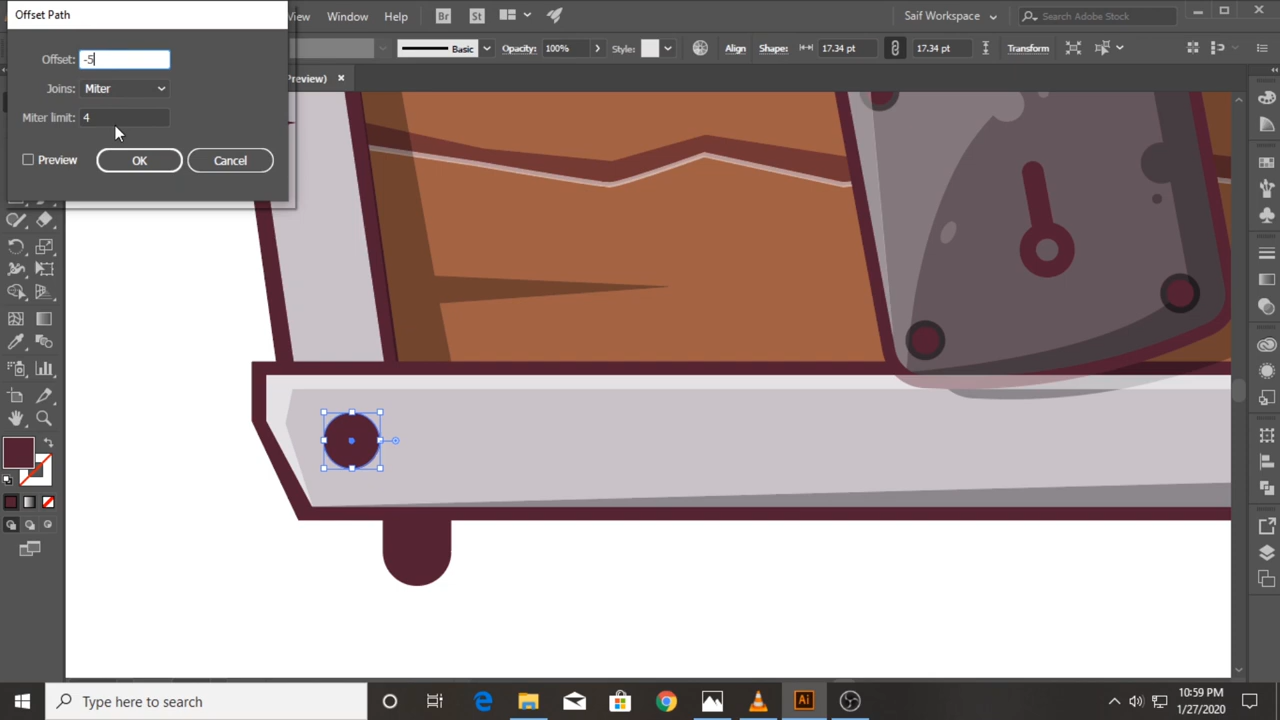 Offset Path
View
Window
Help
Br
St
Saif Workspace
Search Adobe Stock
Basic
Opacity:
100%
Style:
Align
Shape:
17.34 pt
17.34 pt
Transform
Preview)
Offset:
-5
Joins:
Miter
Miter limit:
4
Preview
OK
Cancel
Type here to search
Ai
10:59 PM
1/27/2020